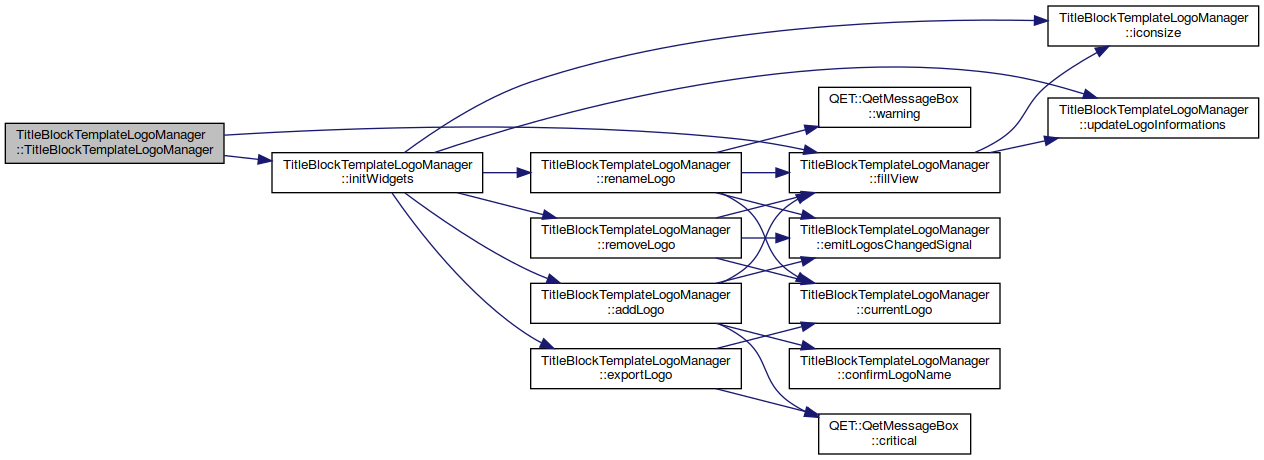 TitleBlockTemplateLogoManager
::TitleBlockTemplateLogoManager
TitleBlockTemplateLogoManager
::initWidgets
TitleBlockTemplateLogoManager
::renameLogo
TitleBlockTemplateLogoManager
::removeLogo
TitleBlockTemplateLogoManager
::addLogo
TitleBlockTemplateLogoManager
::exportLogo
QET::QetMessageBox
::warning
TitleBlockTemplateLogoManager
::fillView
TitleBlockTemplateLogoManager
::emitLogosChangedSignal
TitleBlockTemplateLogoManager
::currentLogo
TitleBlockTemplateLogoManager
::confirmLogoName
QET::QetMessageBox
::critical
TitleBlockTemplateLogoManager
::iconsize
TitleBlockTemplateLogoManager
::updateLogoInformations